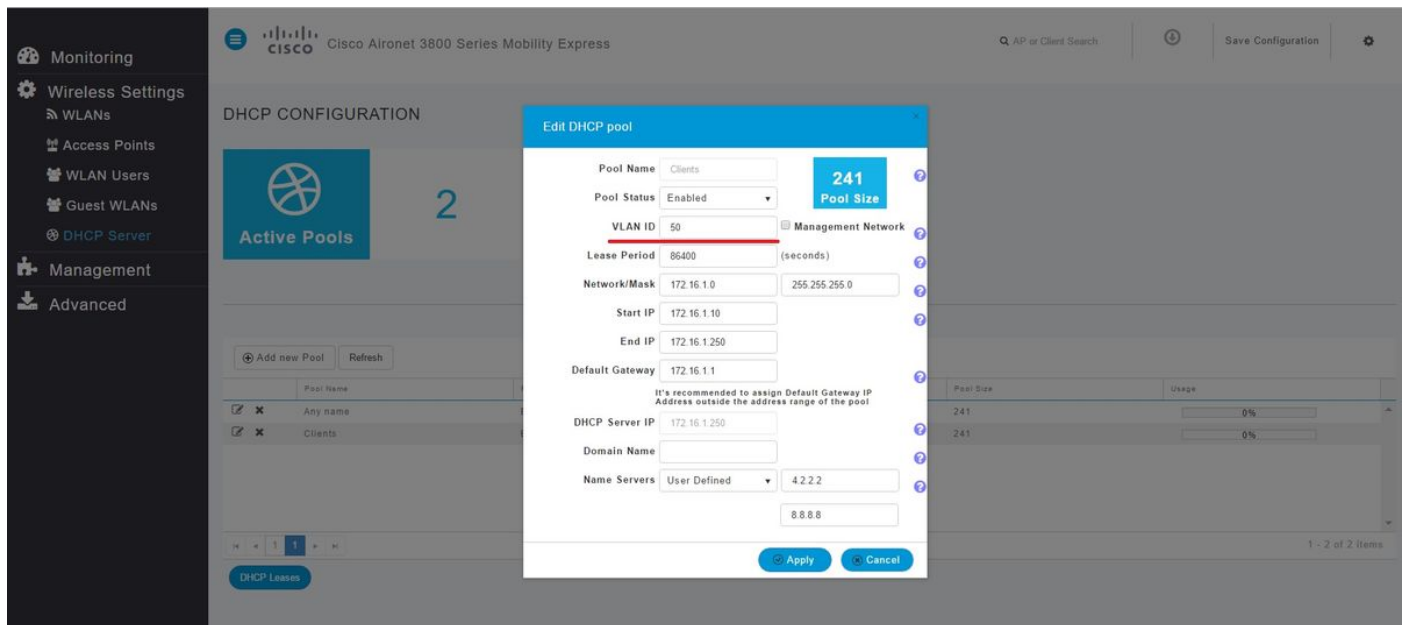 Monitoring
Wireless Settings
WLANs
Access Points
WLAN Users
Guest WLANs
DHCP Server
Management
Advanced
CISCO Cisco Aironet 3800 Series Mobility Express
AP or Client Search
Save Configuration
DHCP CONFIGURATION
Active Pools
2
Add new Pool Refresh
Pool Name Pool Size Usage
Any name 241 0%
Clients 241 0%
1 1
1 - 2 of 2 items
DHCP Leases
Edit DHCP pool
Pool Name Clients
241
Pool Size
Pool Status Enabled
VLAN ID 50 Management Network
Lease Period 86400 (seconds)
Network/Mask 172.16.1.0 255.255.255.0
Start IP 172.16.1.10
End IP 172.16.1.250
Default Gateway 172.16.1.1
It's recommended to assign Default Gateway IP
Address outside the address range of the pool
DHCP Server IP 172.16.1.250
Domain Name
Name Servers User Defined 4.2.2.2
8.8.8.8
Apply Cancel